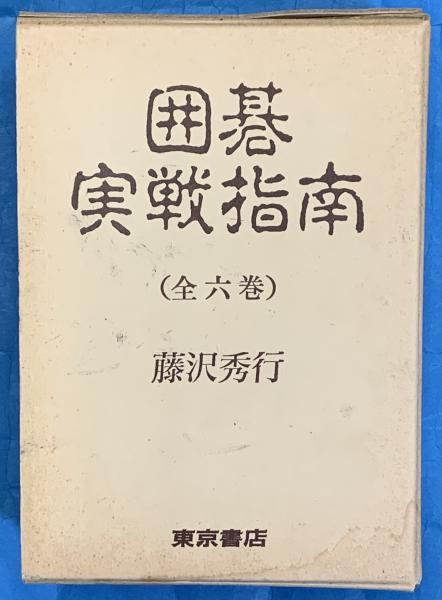 囲碁
実戦指南
(全六巻)
藤沢秀行
東京書店